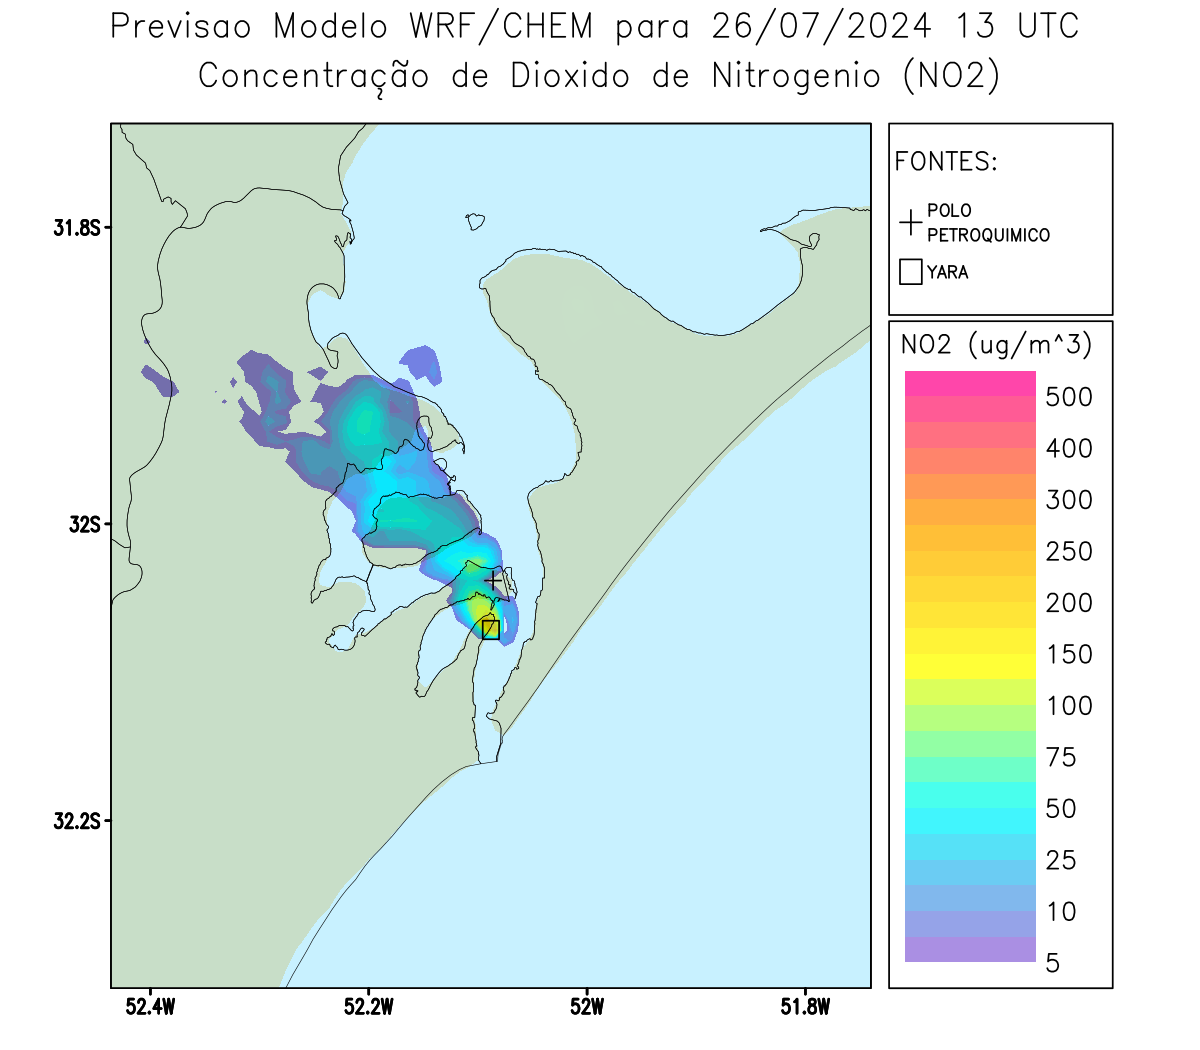 Previsao Modelo WRF/CHEM para 26/07/2024 13 UTC
Concentração de Dioxido de Nitrogenio (NO2)
FONTES:
POLO
PETROQUIMICO
YARA
NO2 (ug/m^3)
500
400
300
250
200
150
100
75
50
25
10
5
31.8S
32S
32.2S
52.4W
52.2W
52W
51.8W